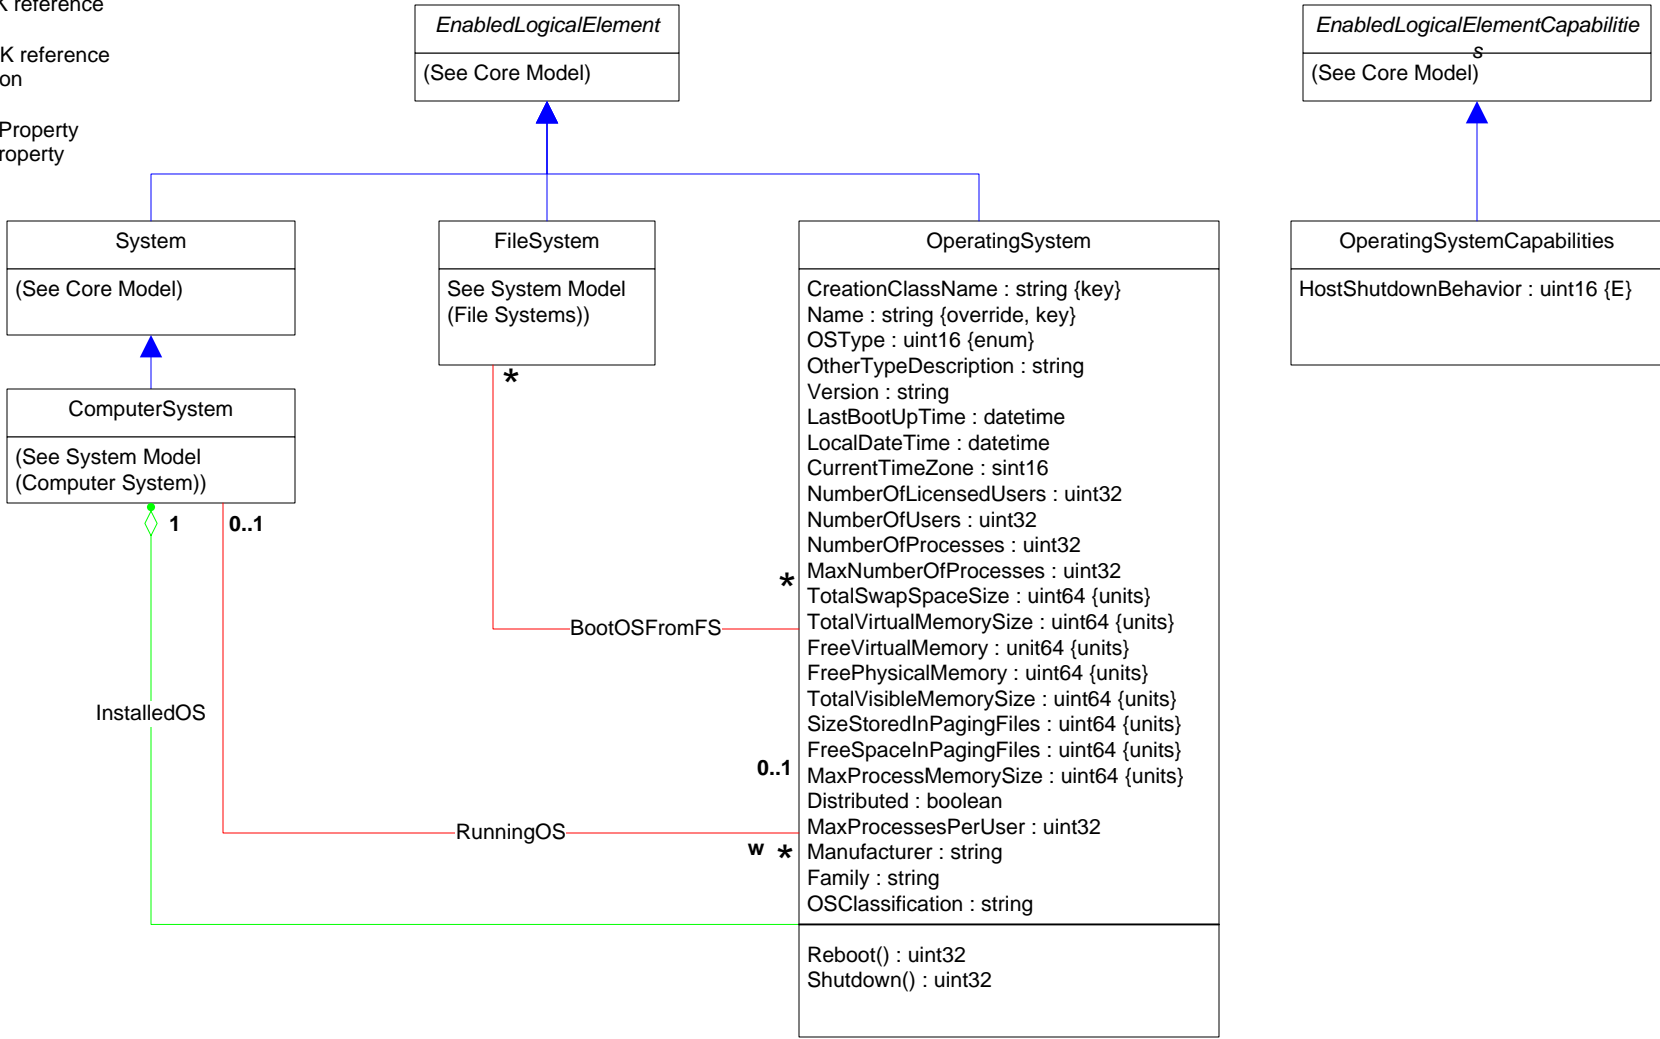 K reference
K reference
on
Property
roperty
EnabledLogicalElement
(See Core Model)
EnabledLogicalElementCapabilitie
s
(See Core Model)
System
(See Core Model)
FileSystem
See System Model
(File Systems))
OperatingSystem
CreationClassName : string {key}
Name : string {override, key}
OSType : uint16 {enum}
OtherTypeDescription : string
Version : string
LastBootUpTime : datetime
LocalDateTime : datetime
CurrentTimeZone : sint16
NumberOfLicensedUsers : uint32
NumberOfUsers : uint32
NumberOfProcesses : uint32
MaxNumberOfProcesses : uint32
TotalSwapSpaceSize : uint64 {units}
TotalVirtualMemorySize : uint64 {units}
FreeVirtualMemory : unit64 {units}
FreePhysicalMemory : uint64 {units}
TotalVisibleMemorySize : uint64 {units}
SizeStoredInPagingFiles : uint64 {units}
FreeSpaceInPagingFiles : uint64 {units}
MaxProcessMemorySize : uint64 {units}
Distributed : boolean
MaxProcessesPerUser : uint32
Manufacturer : string
Family : string
OSClassification : string
Reboot() : uint32
Shutdown() : uint32
OperatingSystemCapabilities
HostShutdownBehavior : uint16 {E}
ComputerSystem
(See System Model
(Computer System))
1
0..1
*
*
BootOSFromFS
InstalledOS
0..1
RunningOS
w *